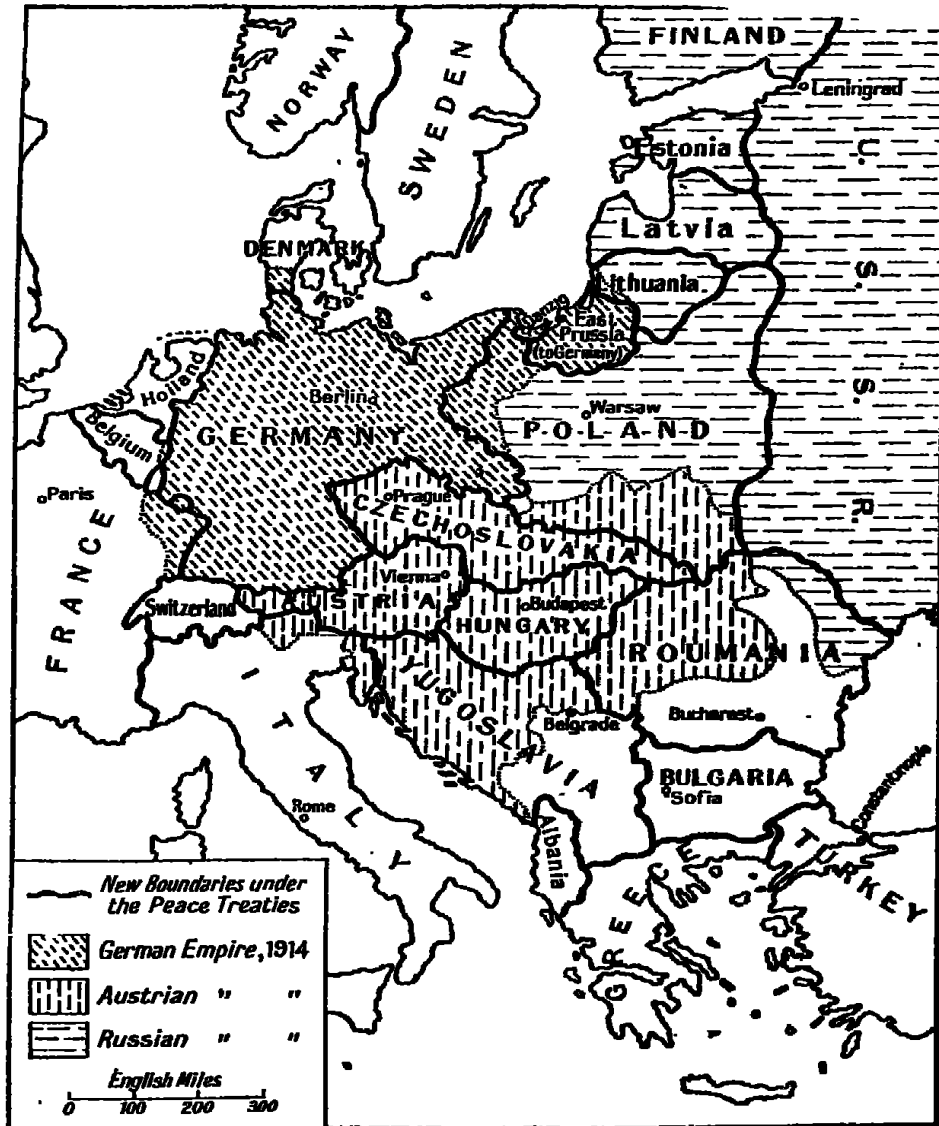 NORWAY
SWEDEN
FINLAND
Leningrad
U. S. S. R.
Estonia
Latvia
Lithuania
DENMARK
Danzig
East
Prussia
(to Germany)
Holland
Belgium
Berlin
GERMANY
Warsaw
POLAND
Paris
FRANCE
Prague
CZECHOSLOVAKIA
Vienna
AUSTRIA
Switzerland
Budapest
HUNGARY
ROUMANIA
YUGOSLAVIA
Belgrade
Bucharest
ITALY
Rome
BULGARIA
Sofia
Constantinople
Albania
GREECE
TURKEY
New Boundaries under
the Peace Treaties
German Empire, 1914
Austrian " "
Russian " "
English Miles
0 100 200 300